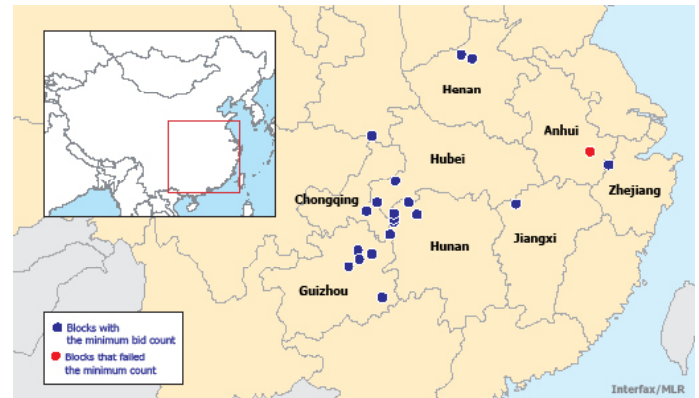 Henan
Anhui
Hubei
Zhejiang
Chongqing
Hunan
Jiangxi
Guizhou
Blocks with
the minimum bid count
Blocks that failed
the minimum count
Interfax/MLR